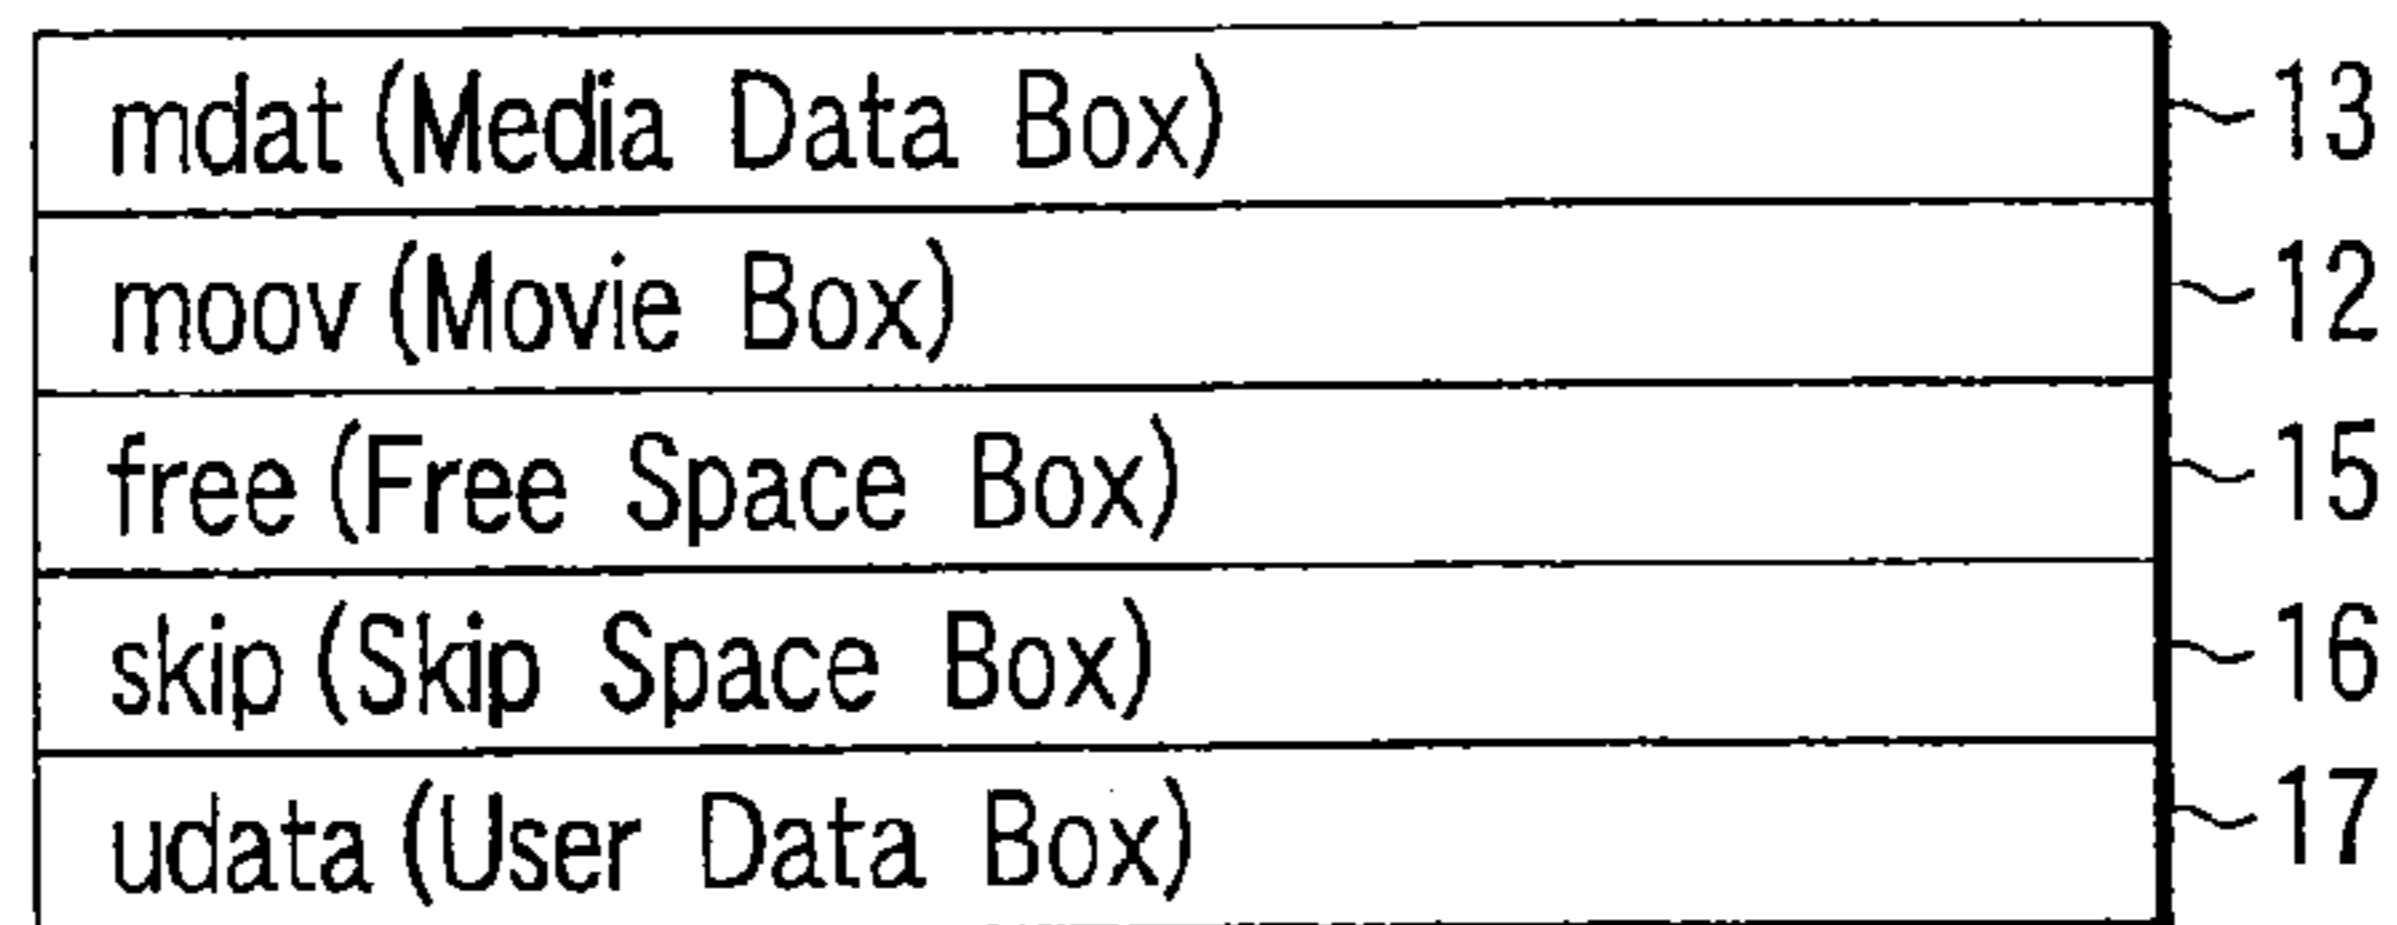 mdat (Media Data Box) 13
moov (Movie Box) 12
free (Free Space Box) 15
skip (Skip Space Box) 16
udata (User Data Box) 17